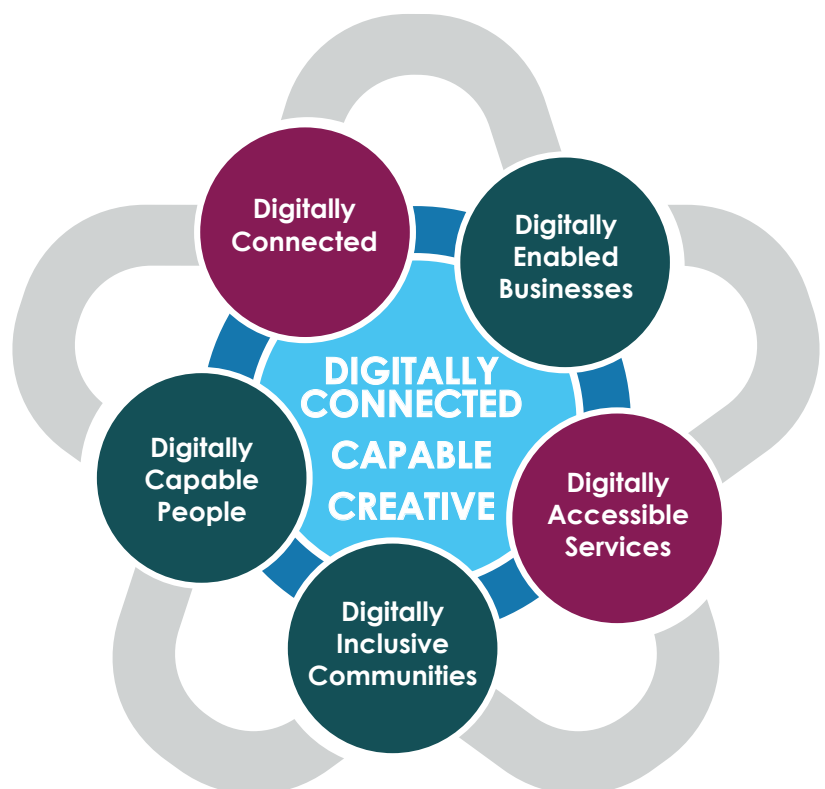 Digitally
Connected
Digitally
Enabled
Businesses
DIGITALLY
CONNECTED
CAPABLE
CREATIVE
Digitally
Capable
People
Digitally
Accessible
Services
Digitally
Inclusive
Communities